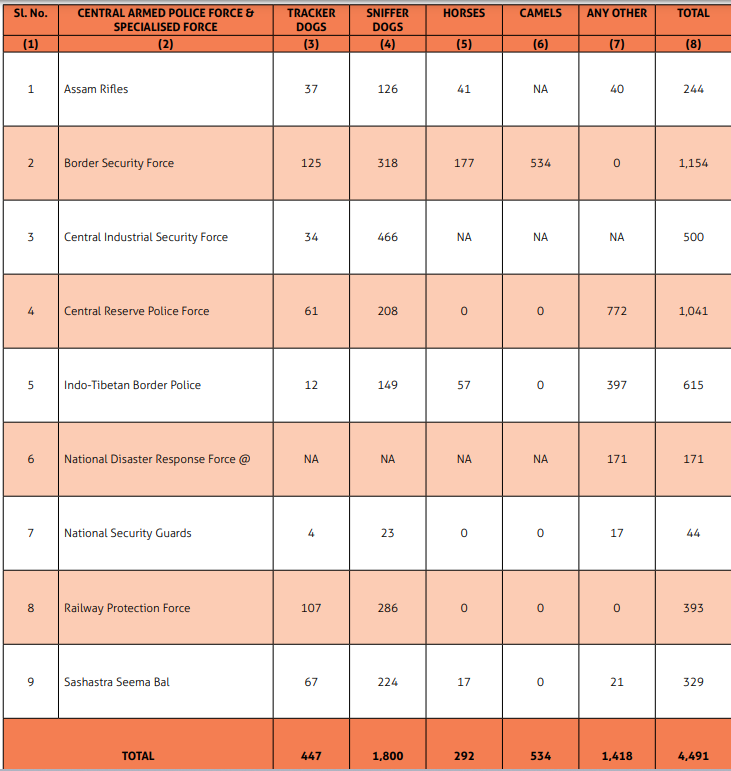 Sl. No. CENTRAL ARMED POLICE FORCE & SPECIALISED FORCE TRACKER DOGS SNIFFER DOGS HORSES CAMELS ANY OTHER TOTAL
(1) (2) (3) (4) (5) (6) (7) (8)
1 Assam Rifles 37 126 41 NA 40 244
2 Border Security Force 125 318 177 534 0 1,154
3 Central Industrial Security Force 34 466 NA NA NA 500
4 Central Reserve Police Force 61 208 0 0 772 1,041
5 Indo-Tibetan Border Police 12 149 57 0 397 615
6 National Disaster Response Force @ NA NA NA NA 171 171
7 National Security Guards 4 23 0 0 17 44
8 Railway Protection Force 107 286 0 0 0 393
9 Sashastra Seema Bal 67 224 17 0 21 329
TOTAL 447 1,800 292 534 1,418 4,491